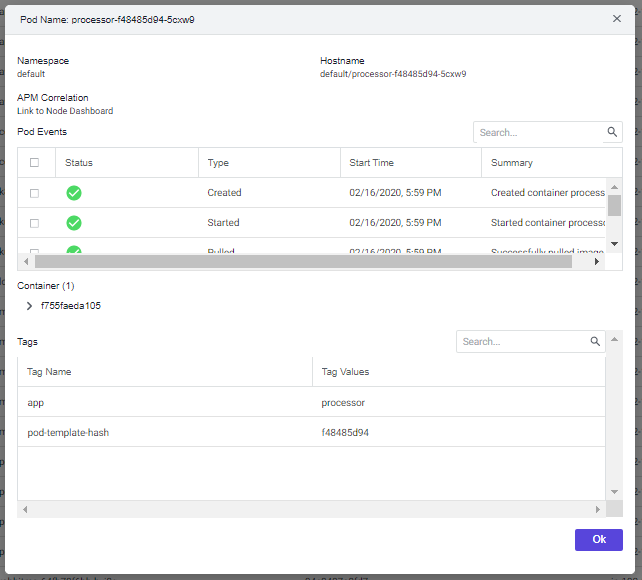 Pod Name: processor-f48485d94-5cxw9
Namespace Hostname
default default/processor-f48485d94-5cxw9
APM Correlation
Link to Node Dashboard
Pod Events Search...
Status Type Start Time Summary
Created 02/16/2020, 5:59 PM Created container process
Started 02/16/2020, 5:59 PM Started container processo
Pulled 02/16/2020, 5:59 PM Successfully pulled image
Container (1)
f755faeda105
Tags Search...
Tag Name Tag Values
app processor
pod-template-hash f48485d94
Ok